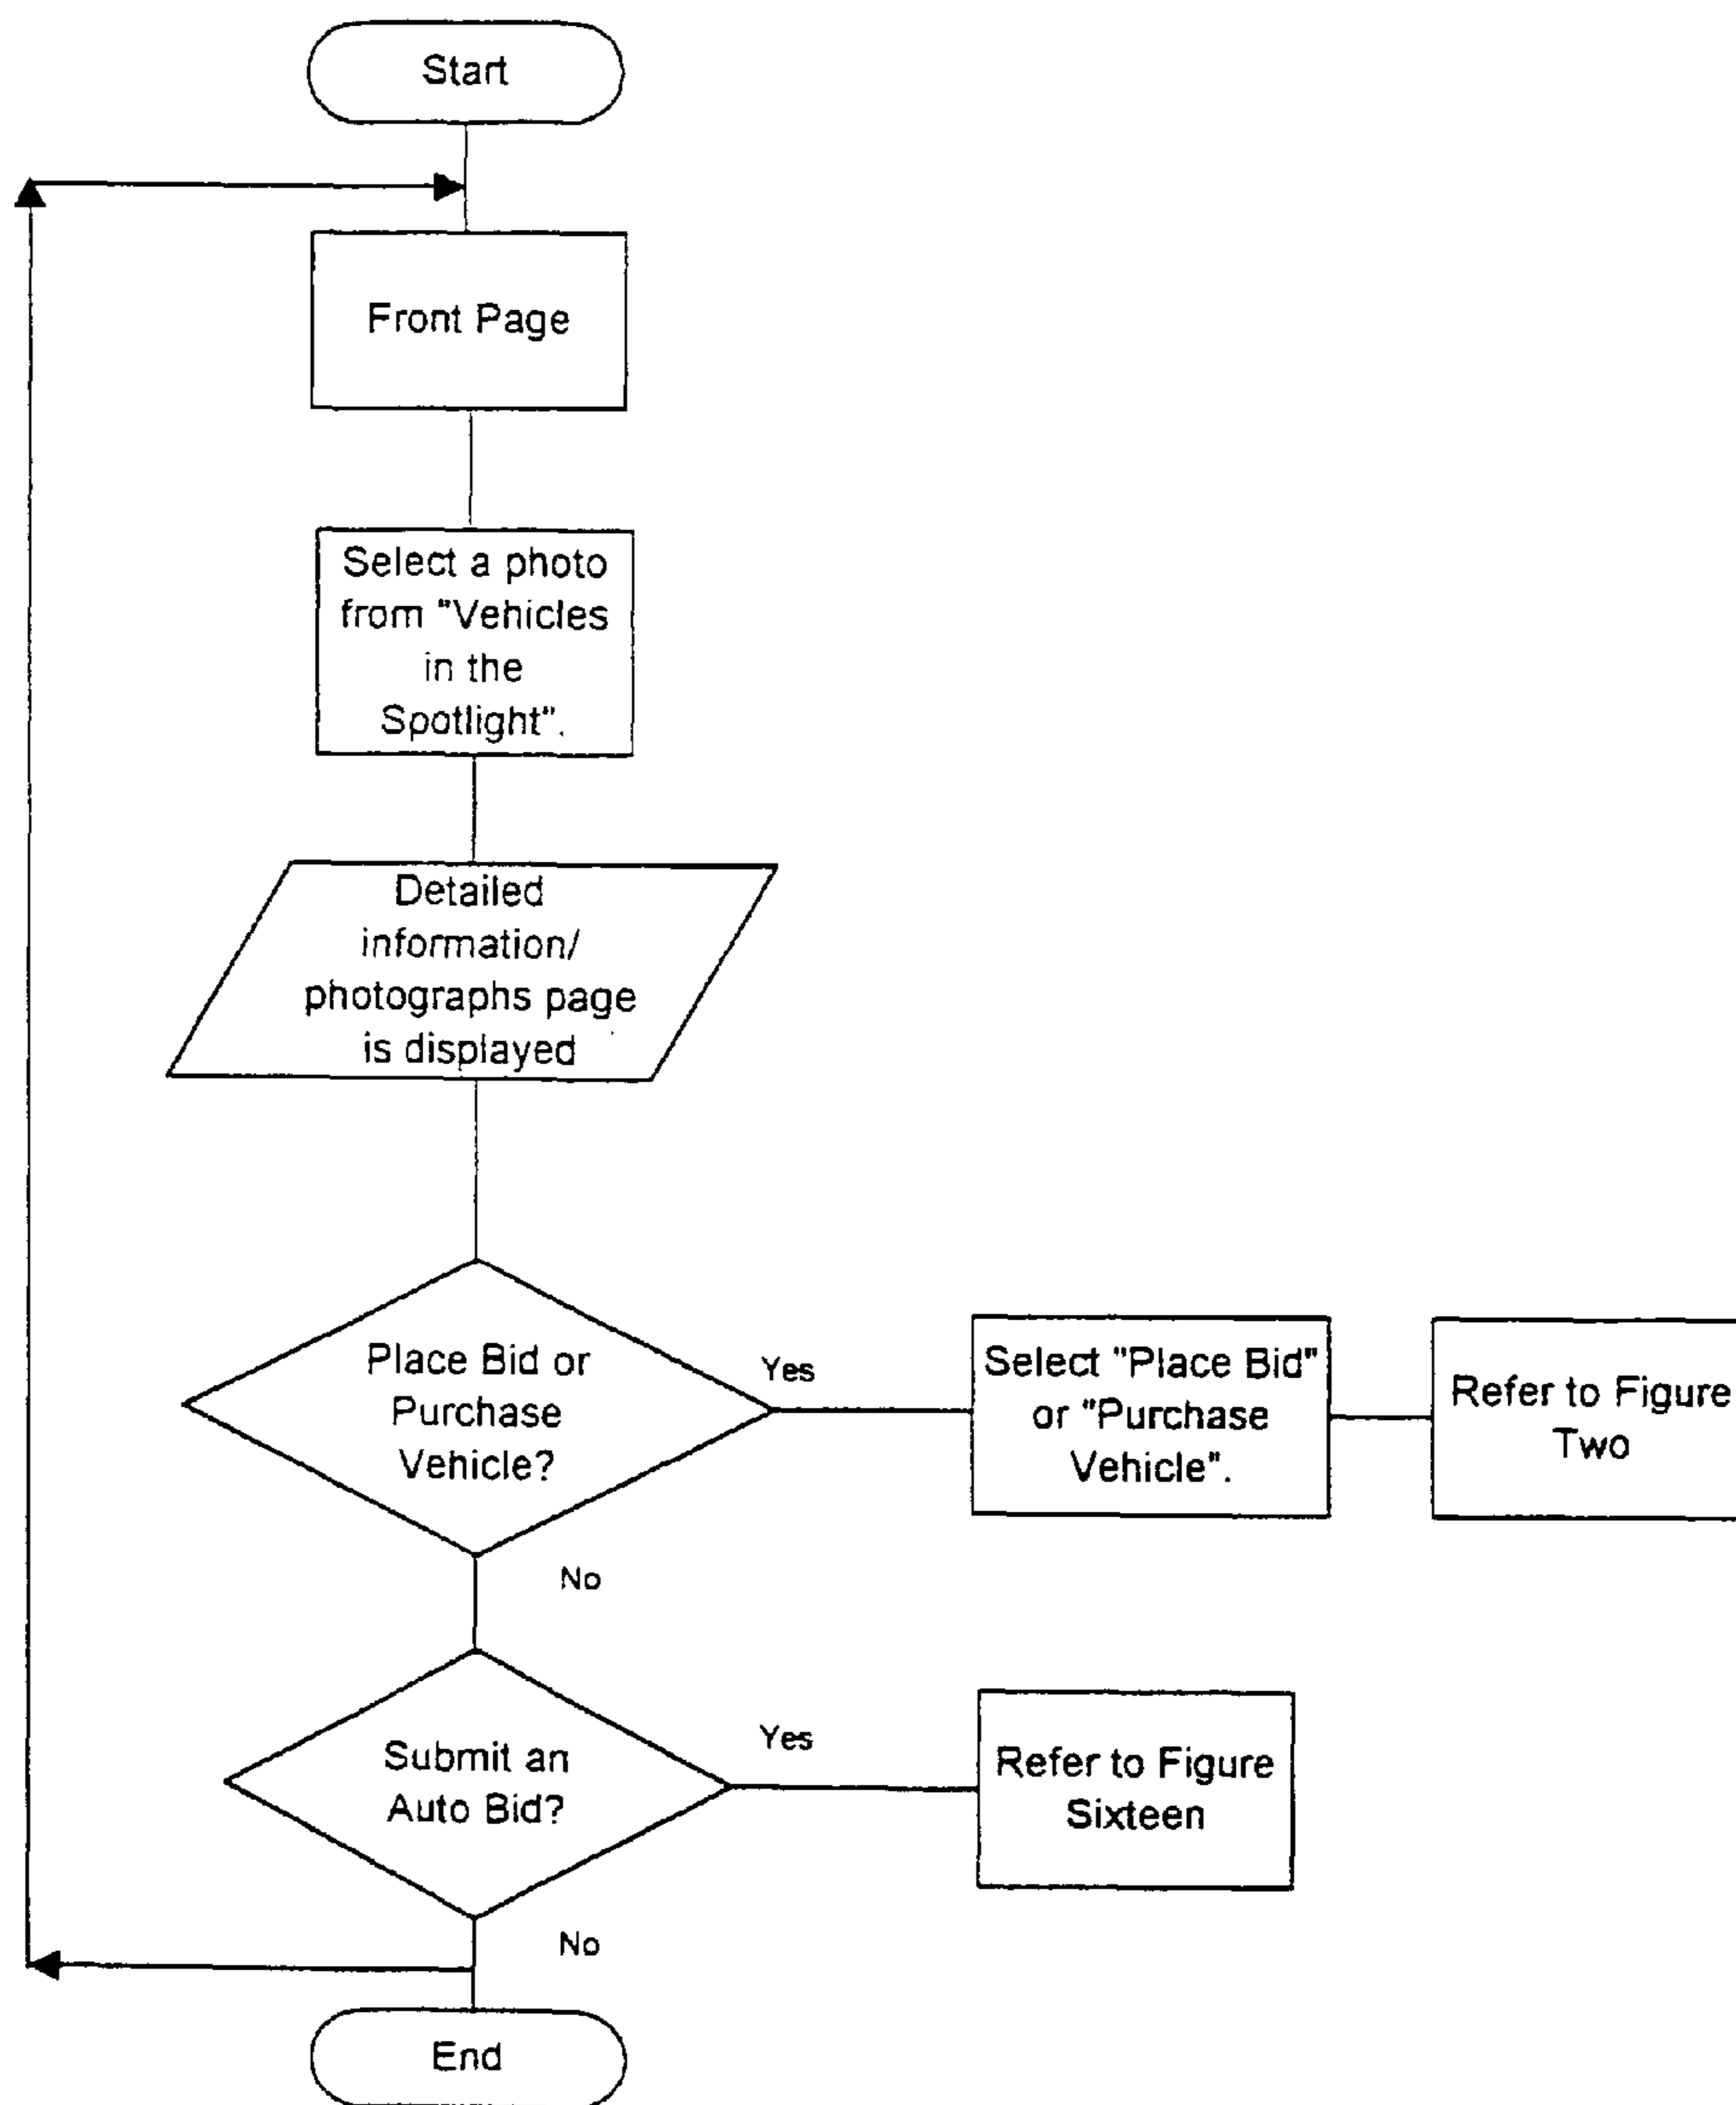 Start
Front Page
Select a photo
from "Vehicles
in the
Spotlight".
Detailed
information/
photographs page
is displayed
Place Bid or
Purchase
Vehicle?
Yes
Select "Place Bid"
or "Purchase
Vehicle".
Refer to Figure
Two
No
Submit an
Auto Bid?
Yes
Refer to Figure
Sixteen
No
End